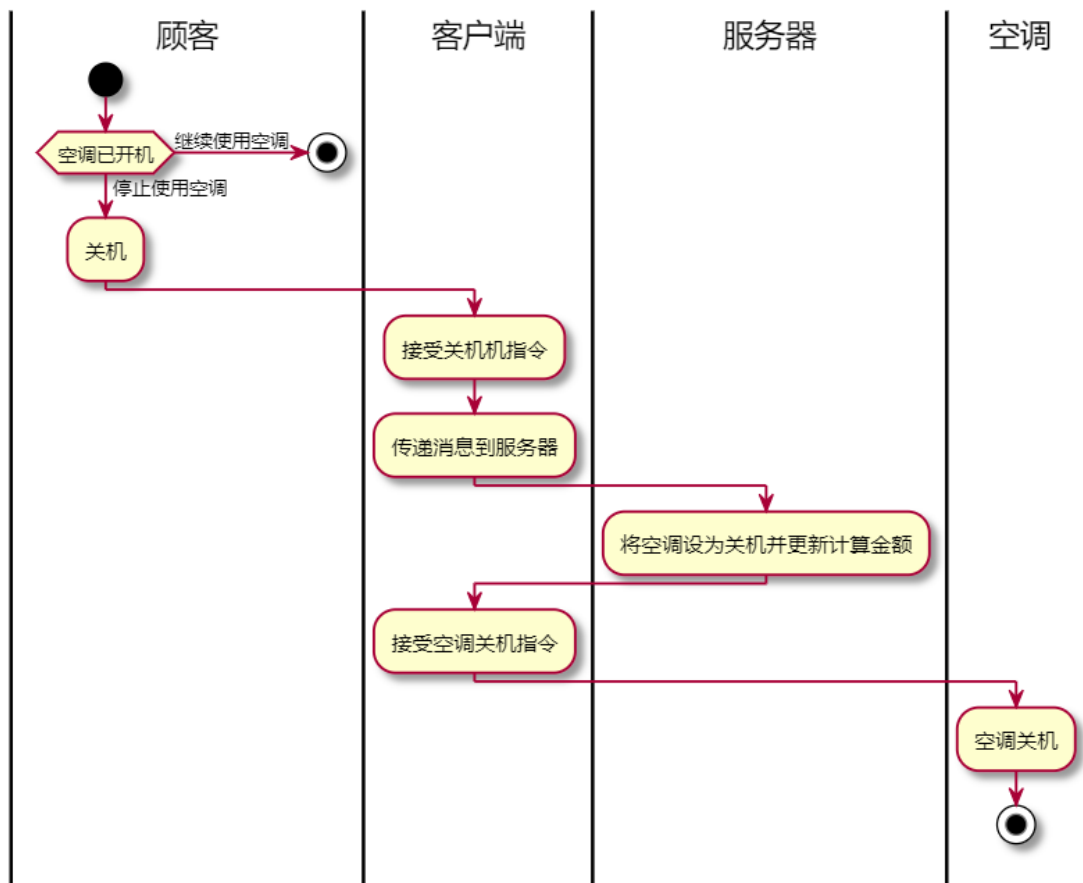 顾客
客户端
服务器
空调
空调已开机
继续使用空调
停止使用空调
关机
接受关机机指令
传递消息到服务器
将空调设为关机并更新计算金额
接受空调关机指令
空调关机